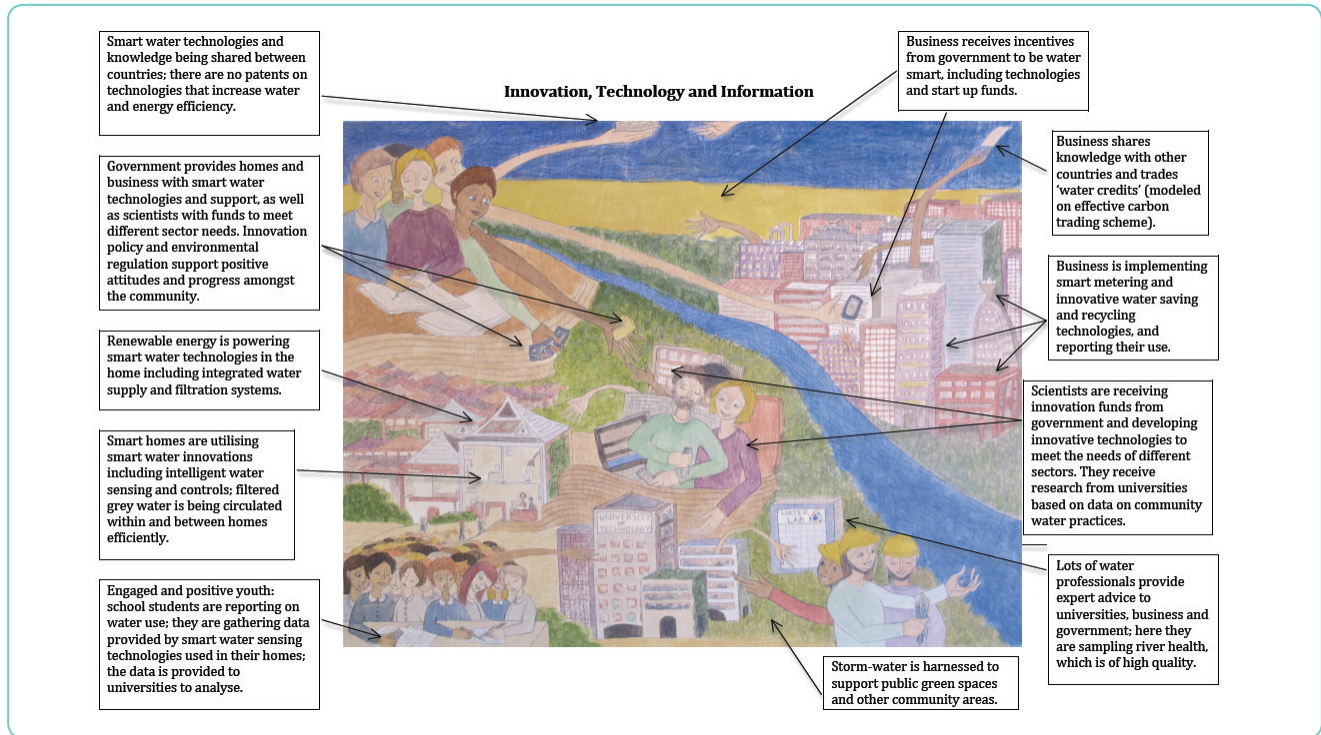 Innovation, Technology and Information
Smart water technologies and
knowledge being shared between
countries; there are no patents on
technologies that increase water
and energy efficiency.
Government provides homes and
business with smart water
technologies and support, as well
as scientists with funds to meet
different sector needs. Innovation
policy and environmental
regulation support positive
attitudes and progress amongst
the community.
Renewable energy is powering
smart water technologies in the
home including integrated water
supply and filtration systems.
Smart homes are utilising
smart water innovations
including intelligent water
sensing and controls; filtered
grey water is being circulated
within and between homes
efficiently.
Engaged and positive youth:
school students are reporting on
water use; they are gathering data
provided by smart water sensing
technologies used in their homes;
the data is provided to
universities to analyse.
UNIVERSITY
OF
TECHNOLOGY
WATER
LAB
Business receives incentives
from government to be water
smart, including technologies
and start up funds.
Business shares
knowledge with other
countries and trades
‘water credits’ (modeled
on effective carbon
trading scheme).
Business is implementing
smart metering and
innovative water saving
and recycling
technologies, and
reporting their use.
Scientists are receiving
innovation funds from
government and developing
innovative technologies to
meet the needs of different
sectors. They receive
research from universities
based on data on community
water practices.
Lots of water
professionals provide
expert advice to
universities, business and
government; here they
are sampling river health,
which is of high quality.
Storm-water is harnessed to
support public green spaces
and other community areas.